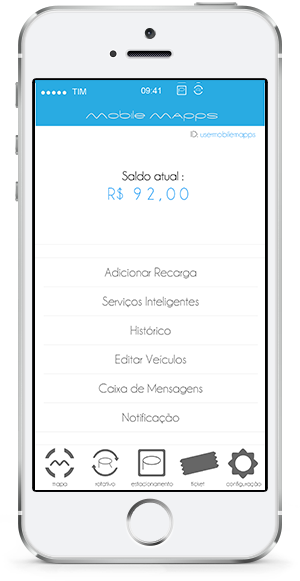 TIM 09:41
mobile mapps
ID: usermobilemapps
Saldo atual :
R$ 92,00
Adicionar Recarga
Serviços Inteligentes
Histórico
Editar Veículos
Caixa de Mensagens
Notificação
mapa rotativo estacionamento ticket configuração